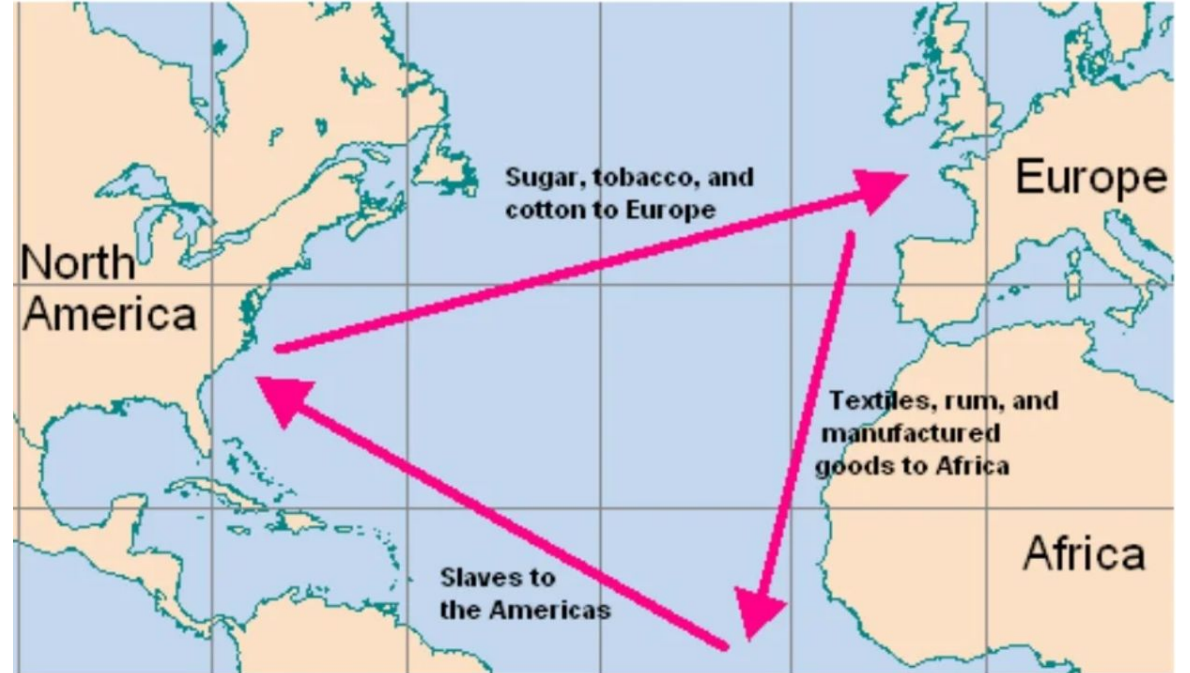 Sugar, tobacco, and
cotton to Europe
Europe
North
America
Textiles, rum, and
manufactured
goods to Africa
Africa
Slaves to
the Americas